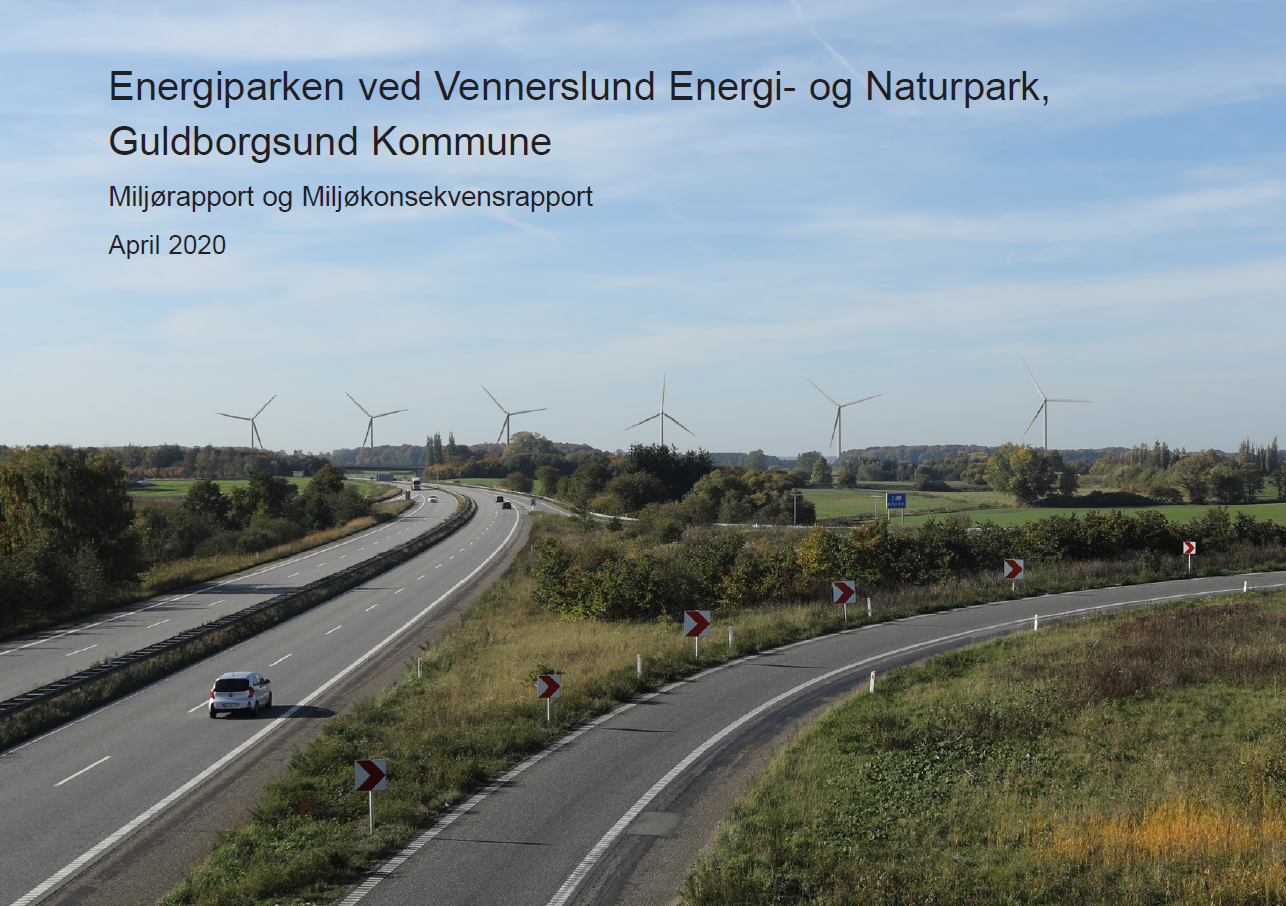 Energiparken ved Vennerslund Energi- og Naturpark,
Guldborgsund Kommune
Miljørapport og Miljøkonsekvensrapport
April 2020